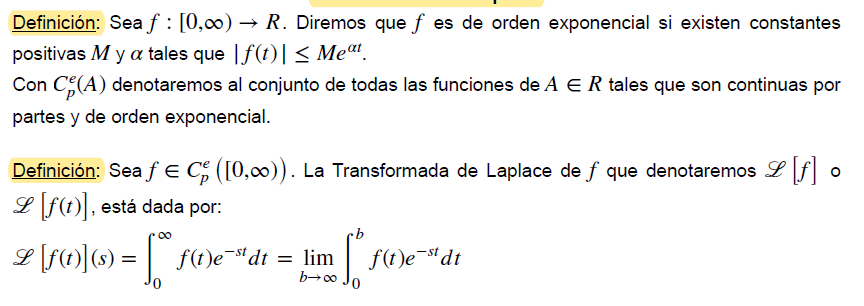 Definición: Sea f : [0,∞) → R. Diremos que f es de orden exponencial si existen constantes
positivas M y α tales que |f(t)| ≤ Me^{αt}.
Con C_p^e(A) denotaremos al conjunto de todas las funciones de A ∈ R tales que son continuas por
partes y de orden exponencial.
Definición: Sea f ∈ C_p^e ([0,∞)). La Transformada de Laplace de f que denotaremos ℒ [f] o
ℒ [f(t)], está dada por:
ℒ [f(t)](s) = ∫_0^∞ f(t)e^{-st}dt = lim_{b→∞} ∫_0^b f(t)e^{-st}dt